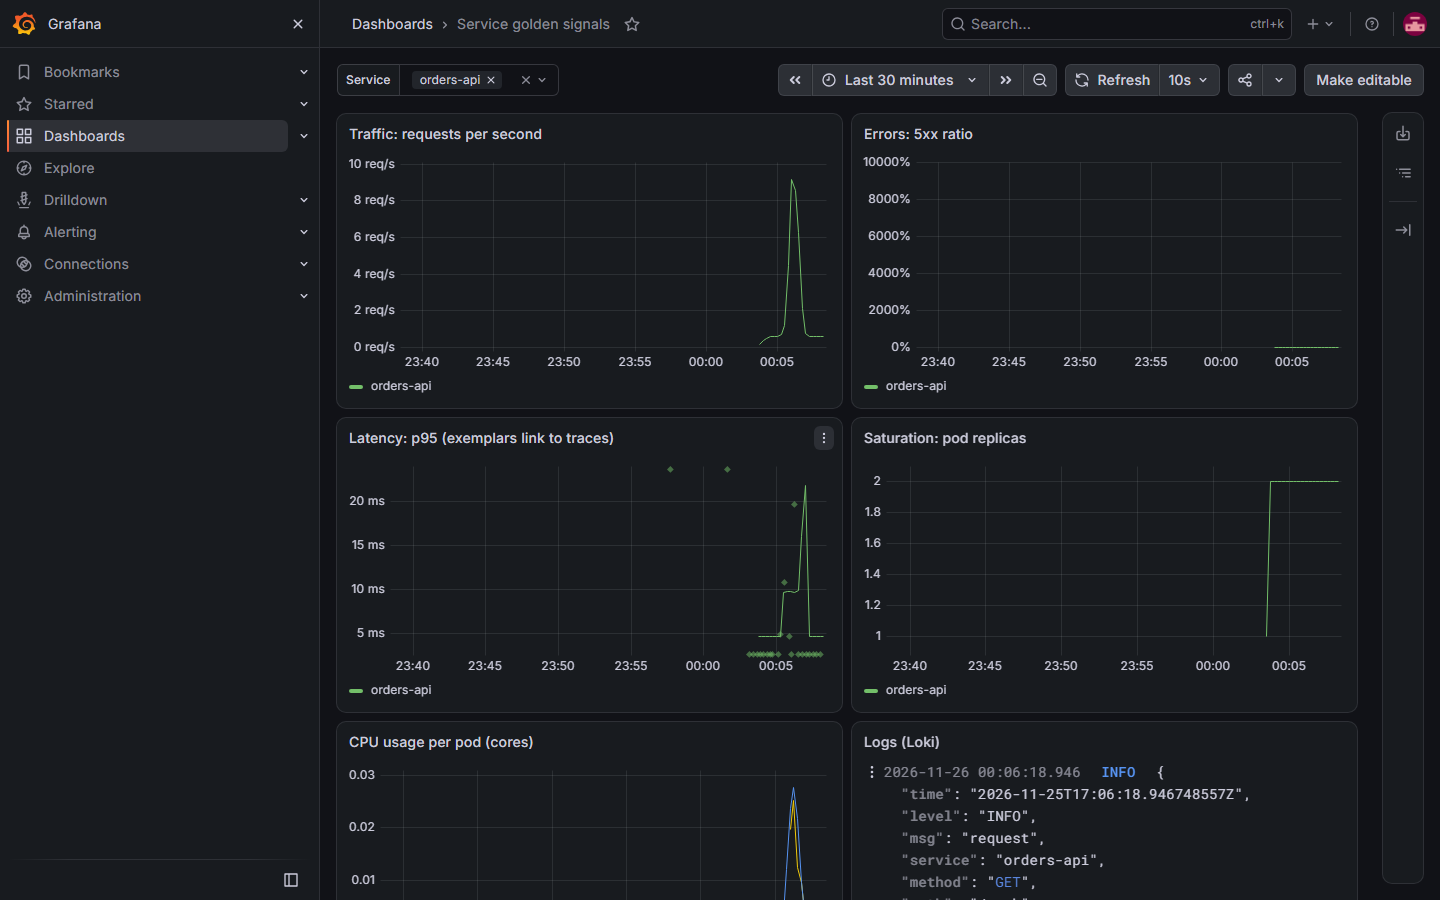 Grafana
Bookmarks
Starred
Dashboards
Explore
Drilldown
Alerting
Connections
Administration
Dashboards › Service golden signals
Search... ctrl+k
Service orders-api
Last 30 minutes
Refresh 10s
Make editable
Traffic: requests per second
10 req/s
8 req/s
6 req/s
4 req/s
2 req/s
0 req/s
23:40 23:45 23:50 23:55 00:00 00:05
orders-api
Errors: 5xx ratio
10000%
8000%
6000%
4000%
2000%
0%
23:40 23:45 23:50 23:55 00:00 00:05
orders-api
Latency: p95 (exemplars link to traces)
20 ms
15 ms
10 ms
5 ms
23:40 23:45 23:50 23:55 00:00 00:05
orders-api
Saturation: pod replicas
2
1.8
1.6
1.4
1.2
1
23:40 23:45 23:50 23:55 00:00 00:05
orders-api
CPU usage per pod (cores)
0.03
0.02
0.01
Logs (Loki)
2026-11-26 00:06:18.946 INFO {
"time": "2026-11-25T17:06:18.946748557Z",
"level": "INFO",
"msg": "request",
"service": "orders-api",
"method": "GET",